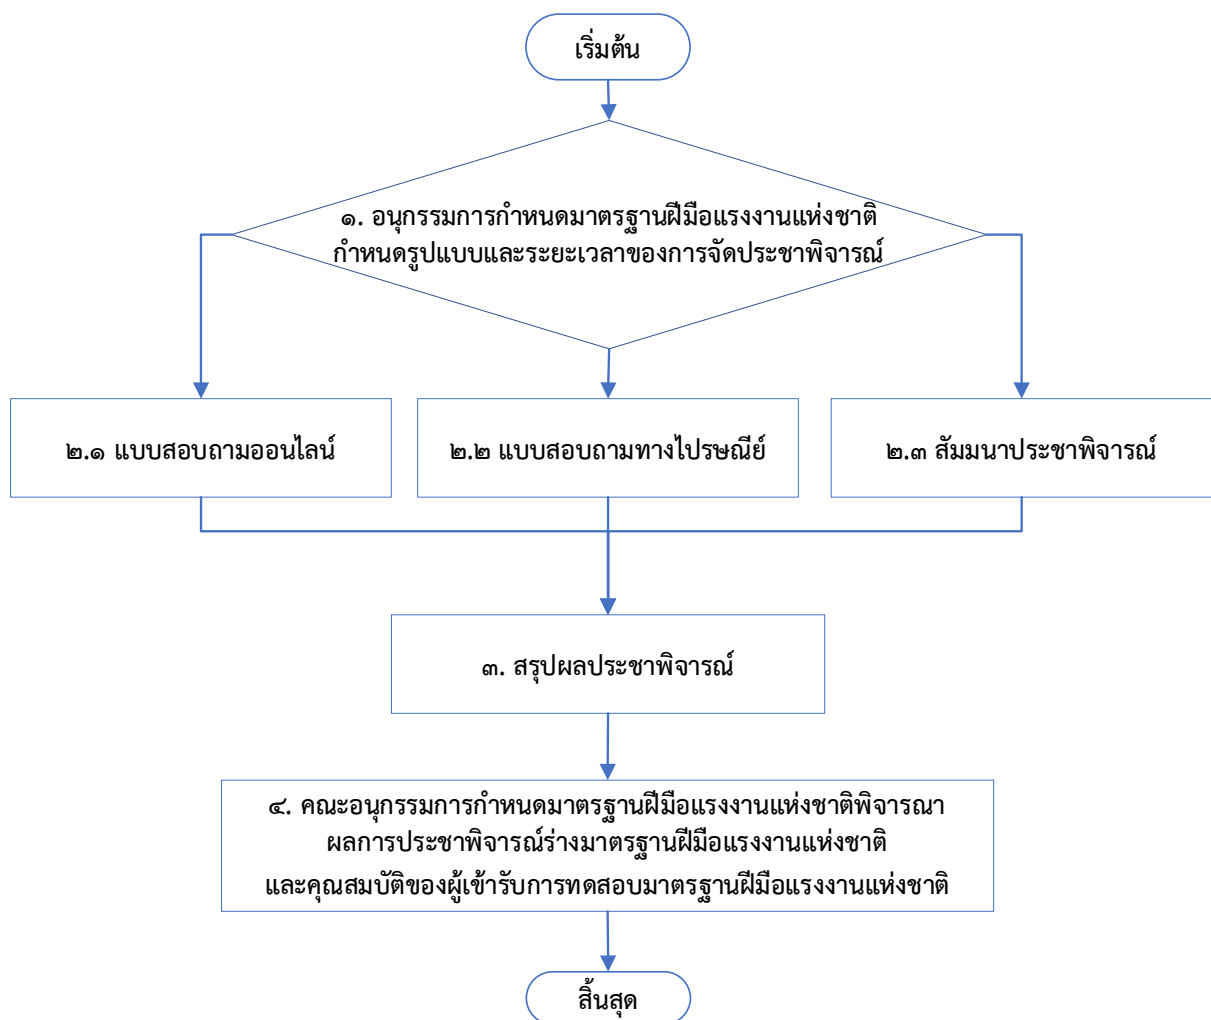 เริ่มต้น
๑. อนุกรรมการกำหนดมาตรฐานฝีมือแรงงานแห่งชาติ
กำหนดรูปแบบและระยะเวลาของการจัดประชาพิจารณ์
๒.๑ แบบสอบถามออนไลน์
๒.๒ แบบสอบถามทางไปรษณีย์
๒.๓ สัมมนาประชาพิจารณ์
๓. สรุปผลประชาพิจารณ์
๔. คณะอนุกรรมการกำหนดมาตรฐานฝีมือแรงงานแห่งชาติพิจารณา
ผลการประชาพิจารณ์ร่างมาตรฐานฝีมือแรงงานแห่งชาติ
และคุณสมบัติของผู้เข้ารับการทดสอบมาตรฐานฝีมือแรงงานแห่งชาติ
สิ้นสุด